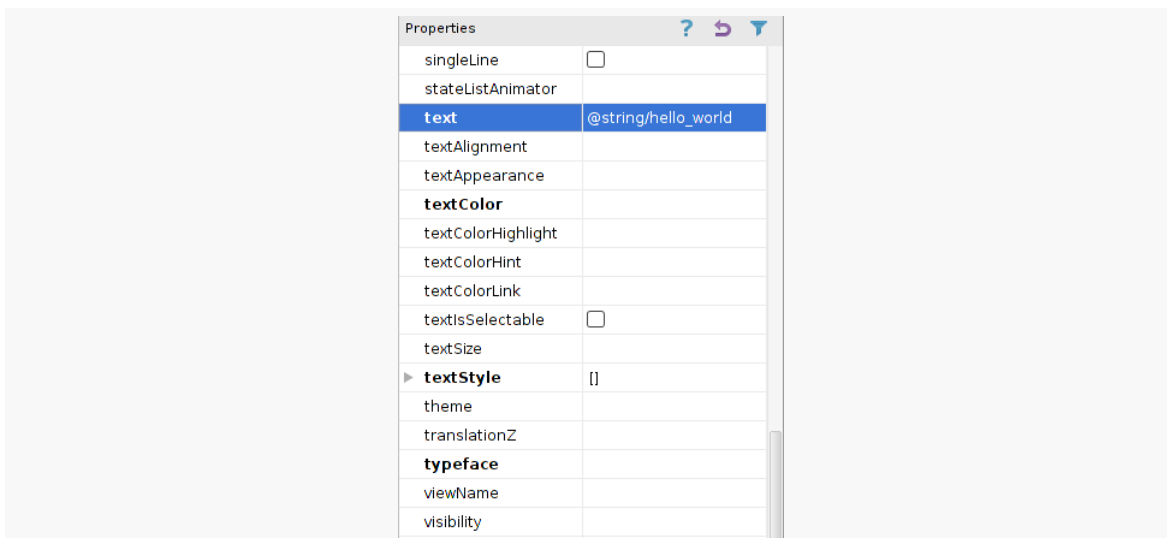 Properties ?
singleLine
stateListAnimator
text @string/hello_world
textAlignment
textAppearance
textColor
textColorHighlight
textColorHint
textColorLink
textIsSelectable
textSize
textStyle []
theme
translationZ
typeface
viewName
visibility